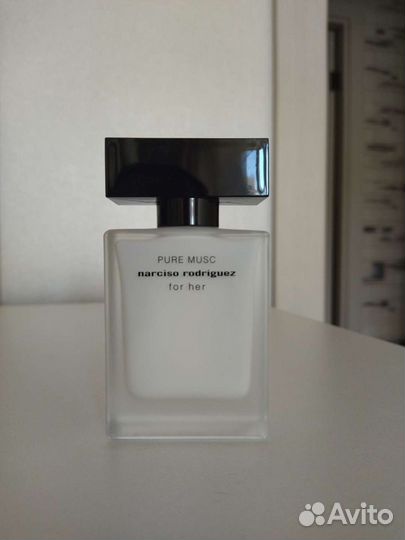 PURE MUSC
narciso rodriguez
for her
Avito